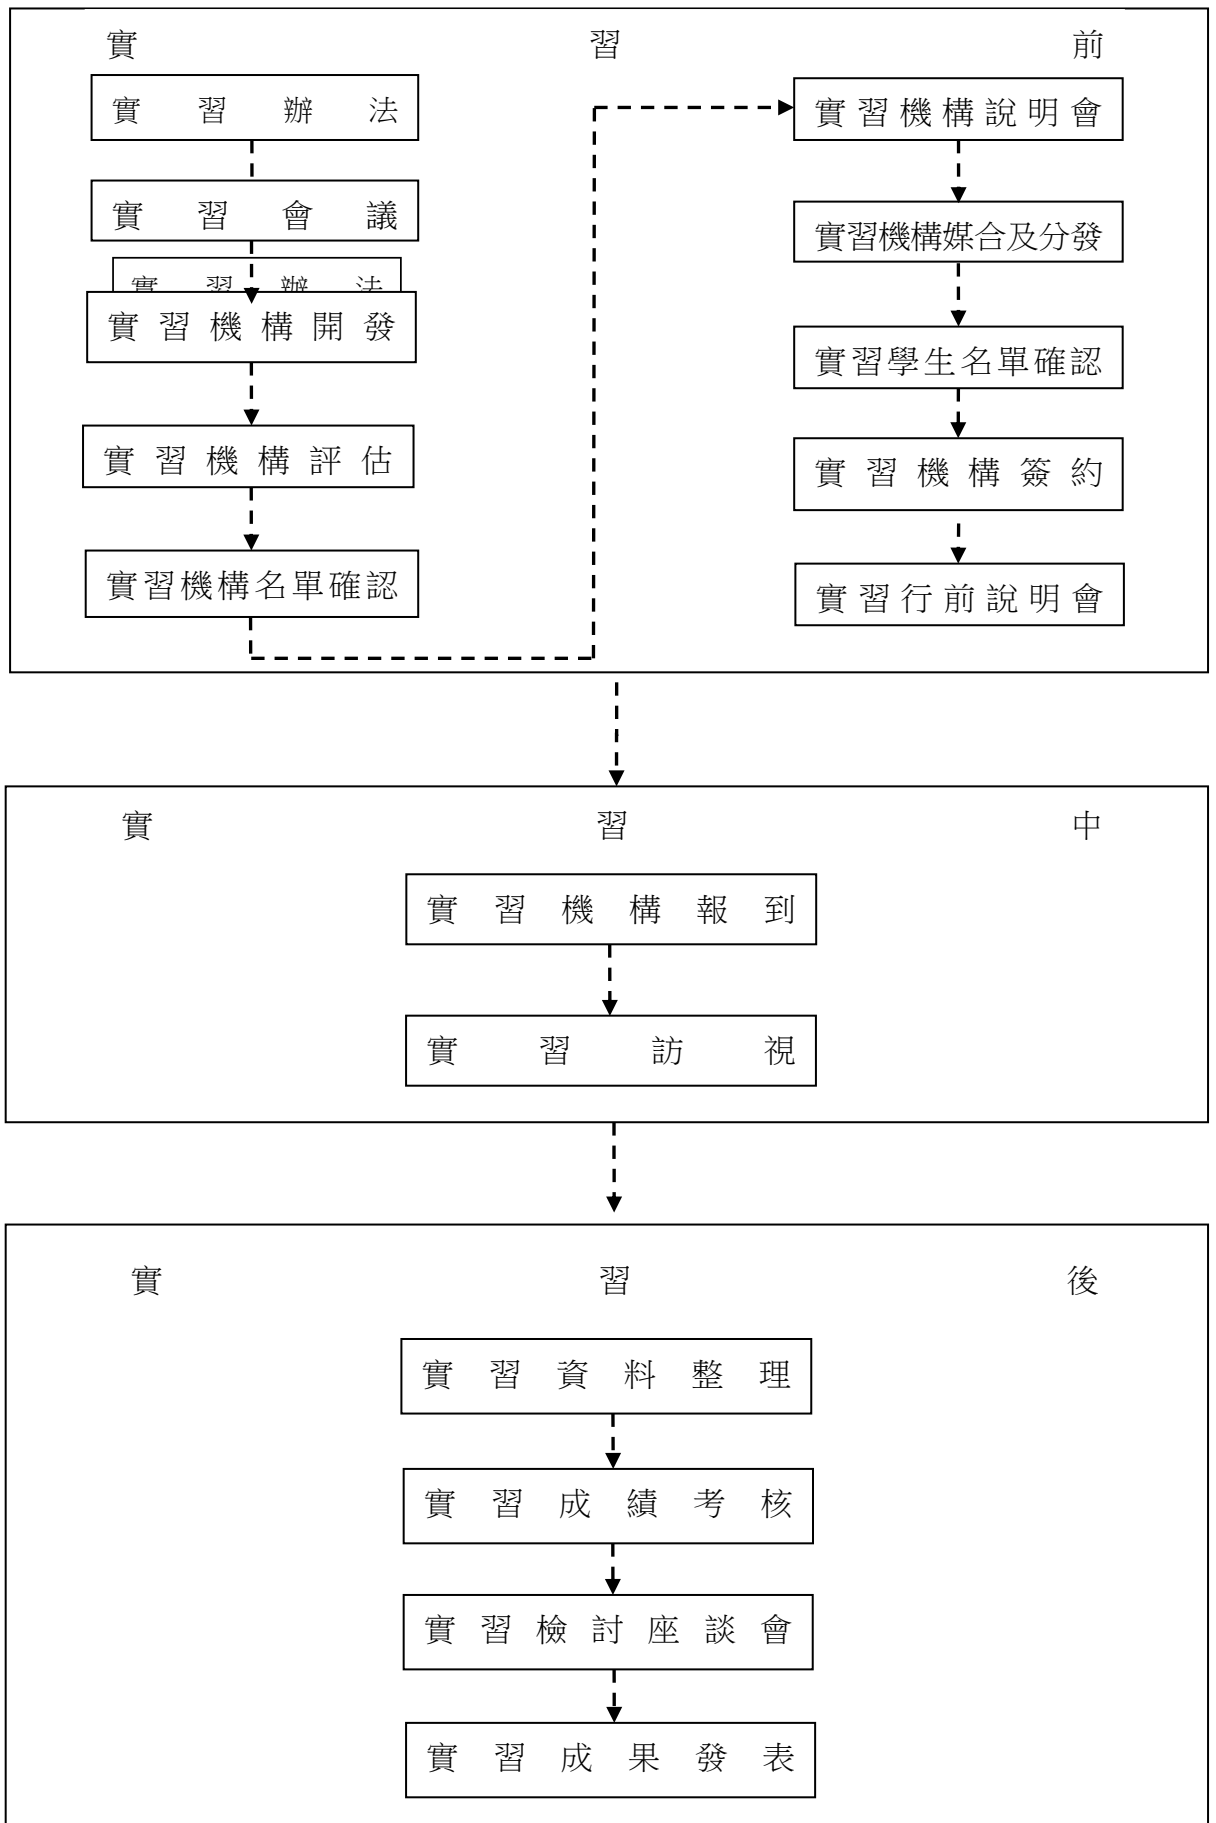 實習前
實習辦法
實習會議
實習辦法
實習機構開發
實習機構評估
實習機構名單確認
實習機構說明會
實習機構媒合及分發
實習學生名單確認
實習機構簽約
實習行前說明會
實習中
實習機構報到
實習訪視
實習後
實習資料整理
實習成績考核
實習檢討座談會
實習成果發表